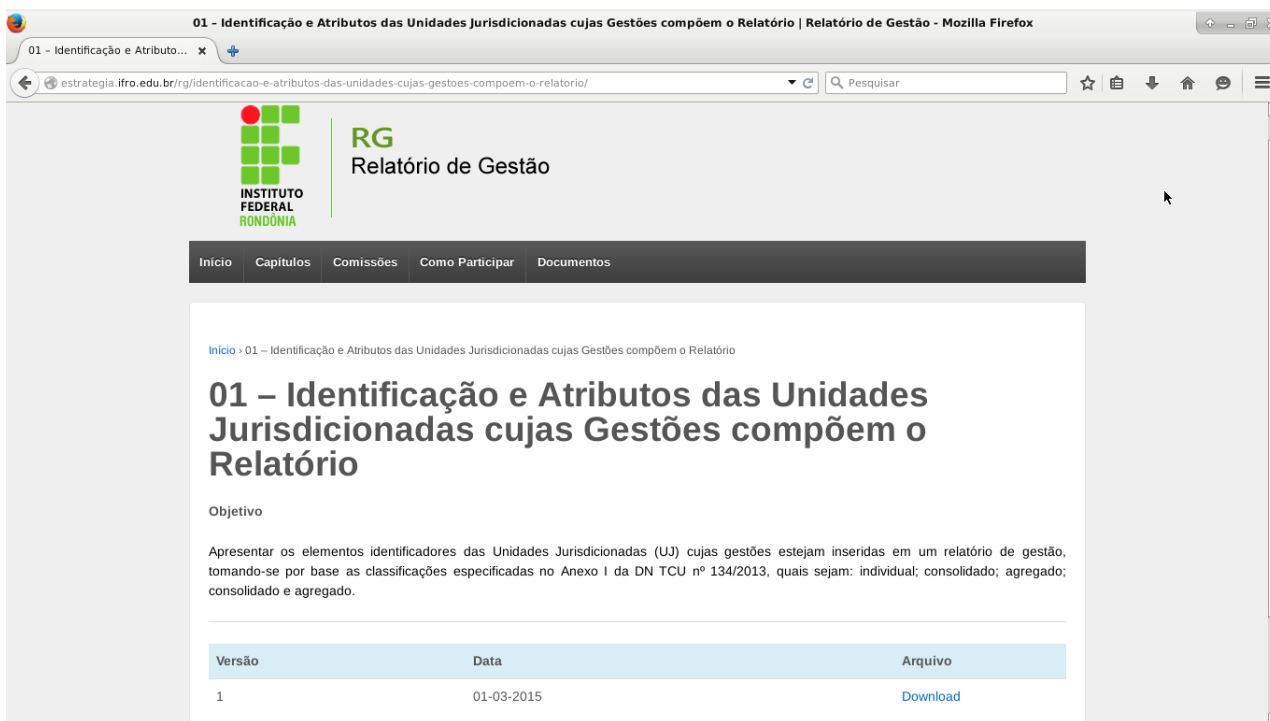 01 – Identificação e Atributos das Unidades Jurisdicionadas cujas Gestões compõem o Relatório | Relatório de Gestão - Mozilla Firefox
01 – Identificação e Atributo...
estrategia.ifro.edu.br/rg/identificacao-e-atributos-das-unidades-cujas-gestoes-compoem-o-relatorio/
Pesquisar
RG
Relatório de Gestão
INSTITUTO
FEDERAL
RONDÔNIA
Início Capítulos Comissões Como Participar Documentos
Início › 01 – Identificação e Atributos das Unidades Jurisdicionadas cujas Gestões compõem o Relatório
01 – Identificação e Atributos das Unidades
Jurisdicionadas cujas Gestões compõem o
Relatório
Objetivo
Apresentar os elementos identificadores das Unidades Jurisdicionadas (UJ) cujas gestões estejam inseridas em um relatório de gestão,
tomando-se por base as classificações especificadas no Anexo I da DN TCU nº 134/2013, quais sejam: individual; consolidado; agregado;
consolidado e agregado.
Versão Data Arquivo
1 01-03-2015 Download